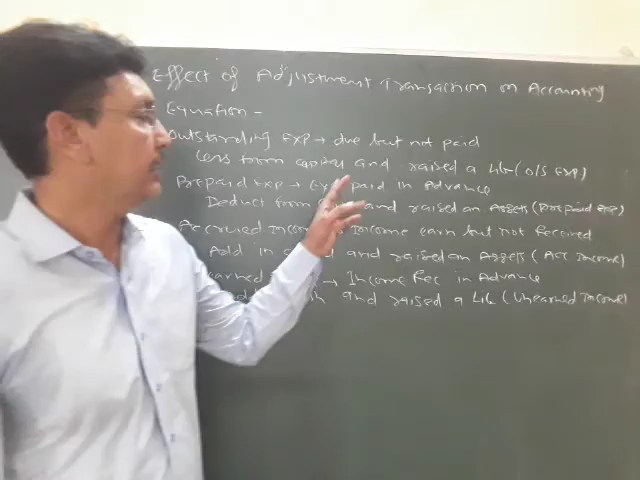 Effect of Adjustment Transaction on Accounting
Equation -
Outstanding Exp → due but not paid
Less form capital and raised a Lib (O/S EXP)
Prepaid Exp → Exp paid in Advance
Deduct from and raised an Assets (Prepaid Exp)
Accrued Income Income earn but not Received
Add in and raised an Assets (Acc Income)
→ Income Rec in Advance
and raised a Lib (Unearned Income)